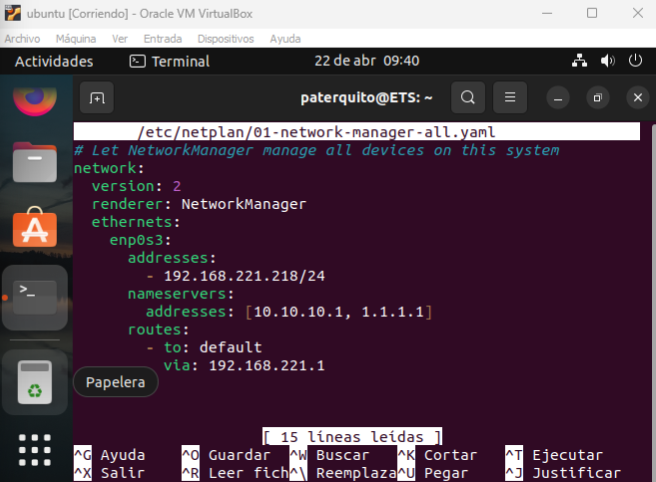 ubuntu [Corriendo] - Oracle VM VirtualBox
Archivo Máquina Ver Entrada Dispositivos Ayuda
Actividades Terminal 22 de abr 09:40
paterquito@ETS: ~
/etc/netplan/01-network-manager-all.yaml
# Let NetworkManager manage all devices on this system
network:
  version: 2
  renderer: NetworkManager
  ethernets:
    enp0s3:
      addresses:
        - 192.168.221.218/24
      nameservers:
        addresses: [10.10.10.1, 1.1.1.1]
      routes:
        - to: default
          via: 192.168.221.1
Papelera
[ 15 líneas leídas ]
^G Ayuda ^O Guardar ^W Buscar ^K Cortar ^T Ejecutar
^X Salir ^R Leer fich^\ Reemplaza^U Pegar ^J Justificar